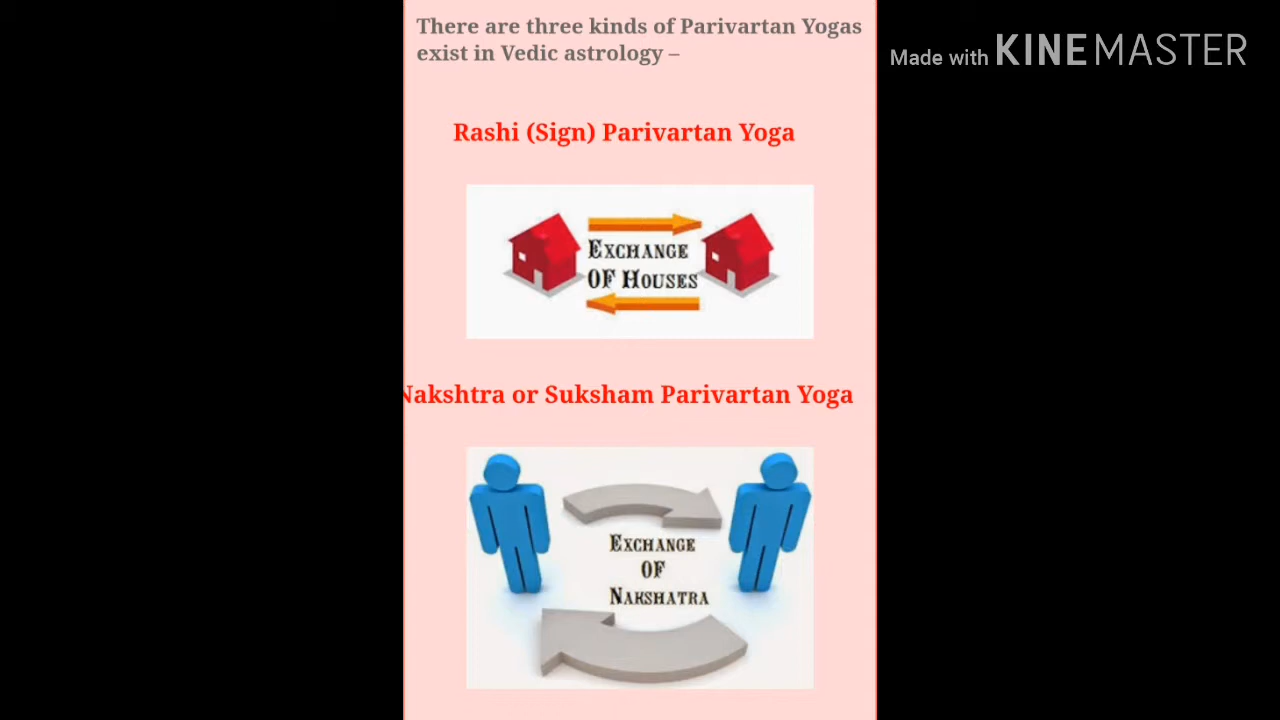 There are three kinds of Parivartan Yogas
exist in Vedic astrology –
Made with KINEMASTER
Rashi (Sign) Parivartan Yoga
EXCHANGE
OF HOUSES
Nakshtra or Suksham Parivartan Yoga
EXCHANGE
OF
NAKSHATRA